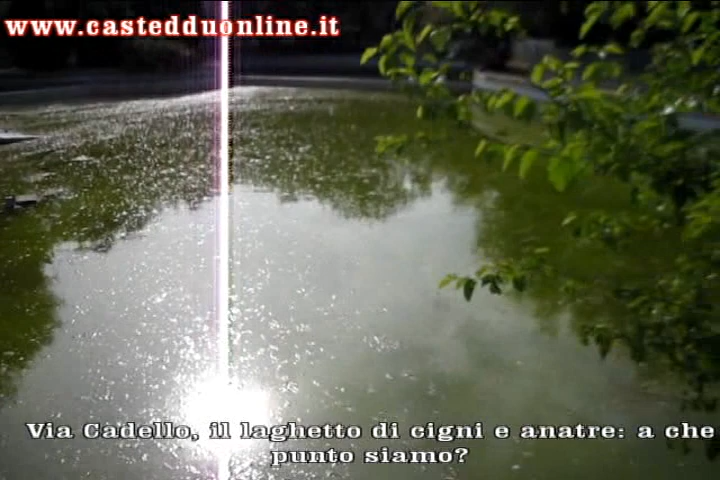 www.castedduonline.it
Via Cadello, il laghetto di cigni e anatre: a che
punto siamo?